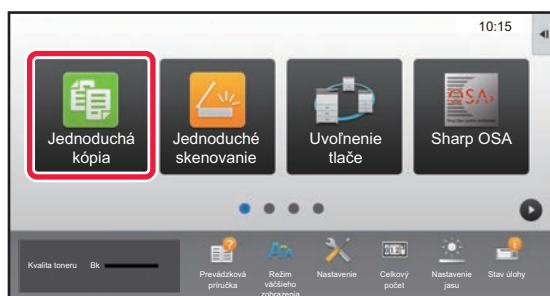 10:15
Jednoduchá
kópia
Jednoduché
skenovanie
Uvoľnenie
tlače
OSA
Sharp OSA
Kvalita toneru Bk
Prevádzková
príručka
Režim
väčšieho
zobrazenia
Nastavenie
Celkový
počet
Nastavenie
jasu
Stav úlohy